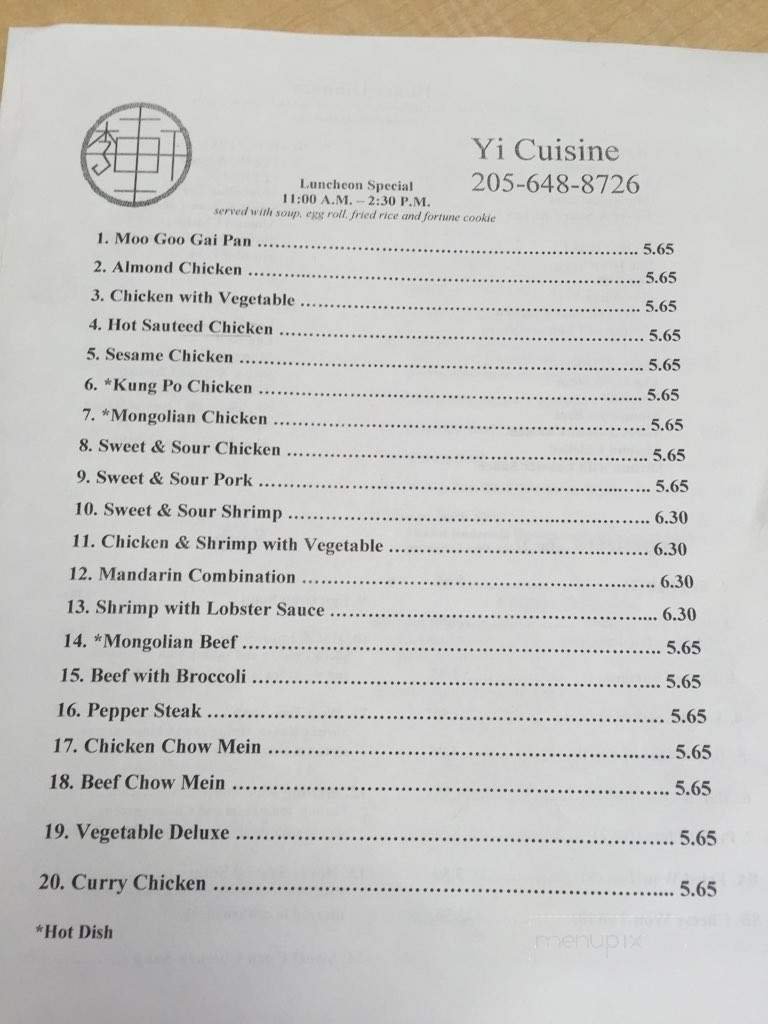 Yi Cuisine
205-648-8726
Luncheon Special
11:00 A.M. – 2:30 P.M.
served with soup, egg roll, fried rice and fortune cookie
1. Moo Goo Gai Pan 5.65
2. Almond Chicken 5.65
3. Chicken with Vegetable 5.65
4. Hot Sauteed Chicken 5.65
5. Sesame Chicken 5.65
6. *Kung Po Chicken 5.65
7. *Mongolian Chicken 5.65
8. Sweet & Sour Chicken 5.65
9. Sweet & Sour Pork 5.65
10. Sweet & Sour Shrimp 6.30
11. Chicken & Shrimp with Vegetable 6.30
12. Mandarin Combination 6.30
13. Shrimp with Lobster Sauce 6.30
14. *Mongolian Beef 5.65
15. Beef with Broccoli 5.65
16. Pepper Steak 5.65
17. Chicken Chow Mein 5.65
18. Beef Chow Mein 5.65
19. Vegetable Deluxe 5.65
20. Curry Chicken 5.65
*Hot Dish
menupix